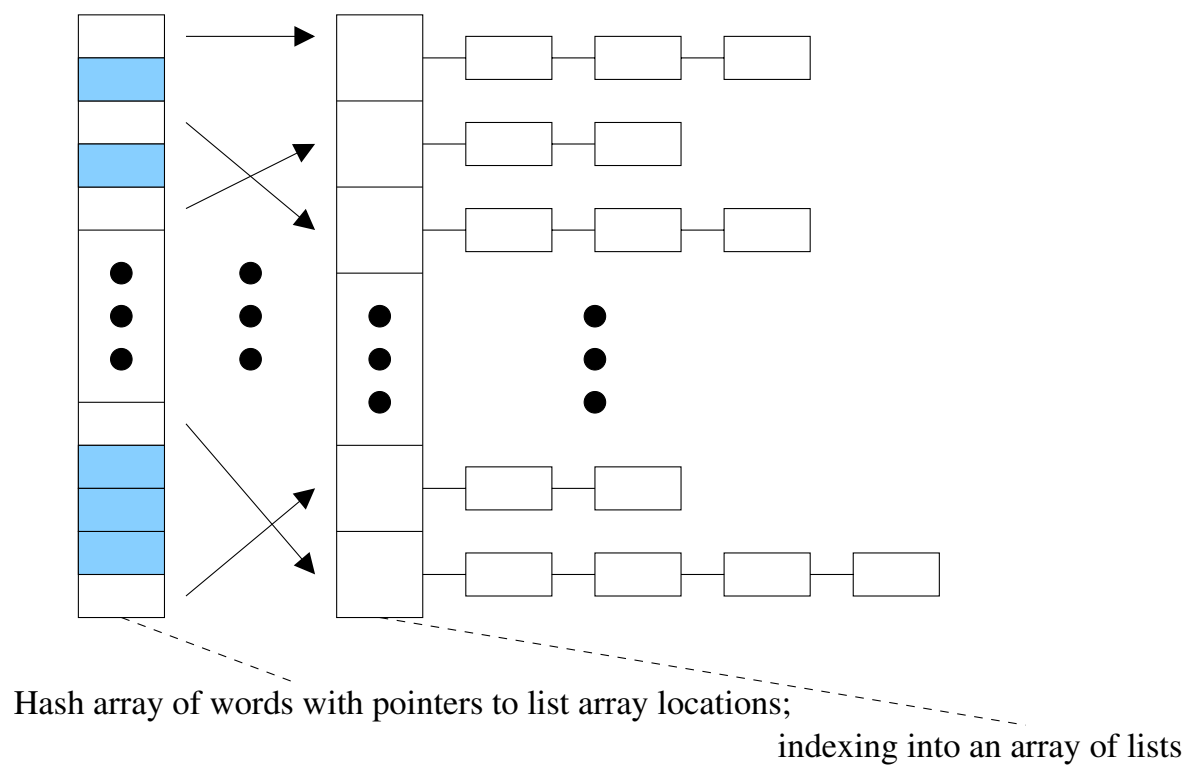 Hash array of words with pointers to list array locations;
indexing into an array of lists